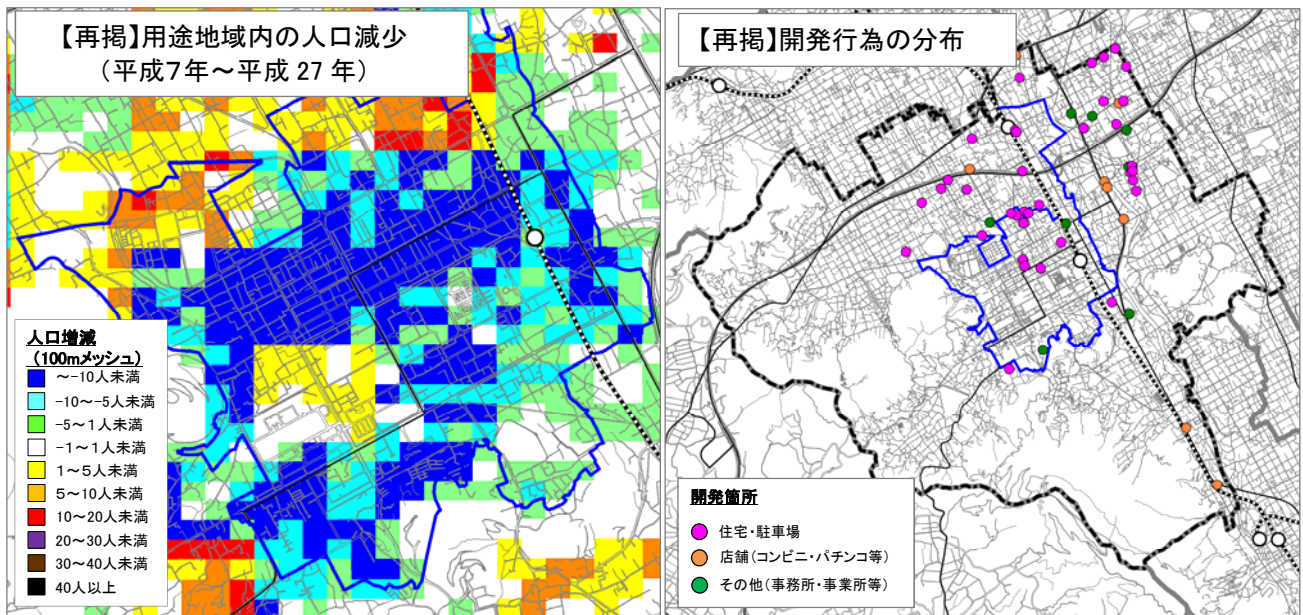 【再掲】用途地域内の人口減少
（平成７年～平成 27 年）
人口増減
（100mメッシュ）
～-10人未満
-10～-5人未満
-5～1人未満
-1～1人未満
1～5人未満
5～10人未満
10～20人未満
20～30人未満
30～40人未満
40人以上
【再掲】開発行為の分布
開発箇所
住宅・駐車場
店舗（コンビニ・パチンコ等）
その他（事務所・事業所等）